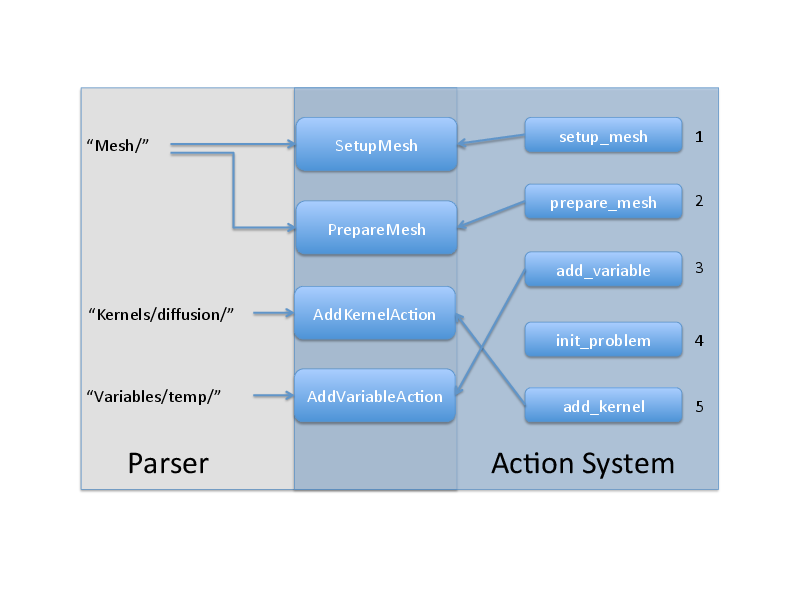 “Mesh/”
SetupMesh
setup_mesh
1
PrepareMesh
prepare_mesh
2
add_variable
3
“Kernels/diffusion/”
AddKernelAction
init_problem
4
“Variables/temp/”
AddVariableAction
add_kernel
5
Parser
Action System